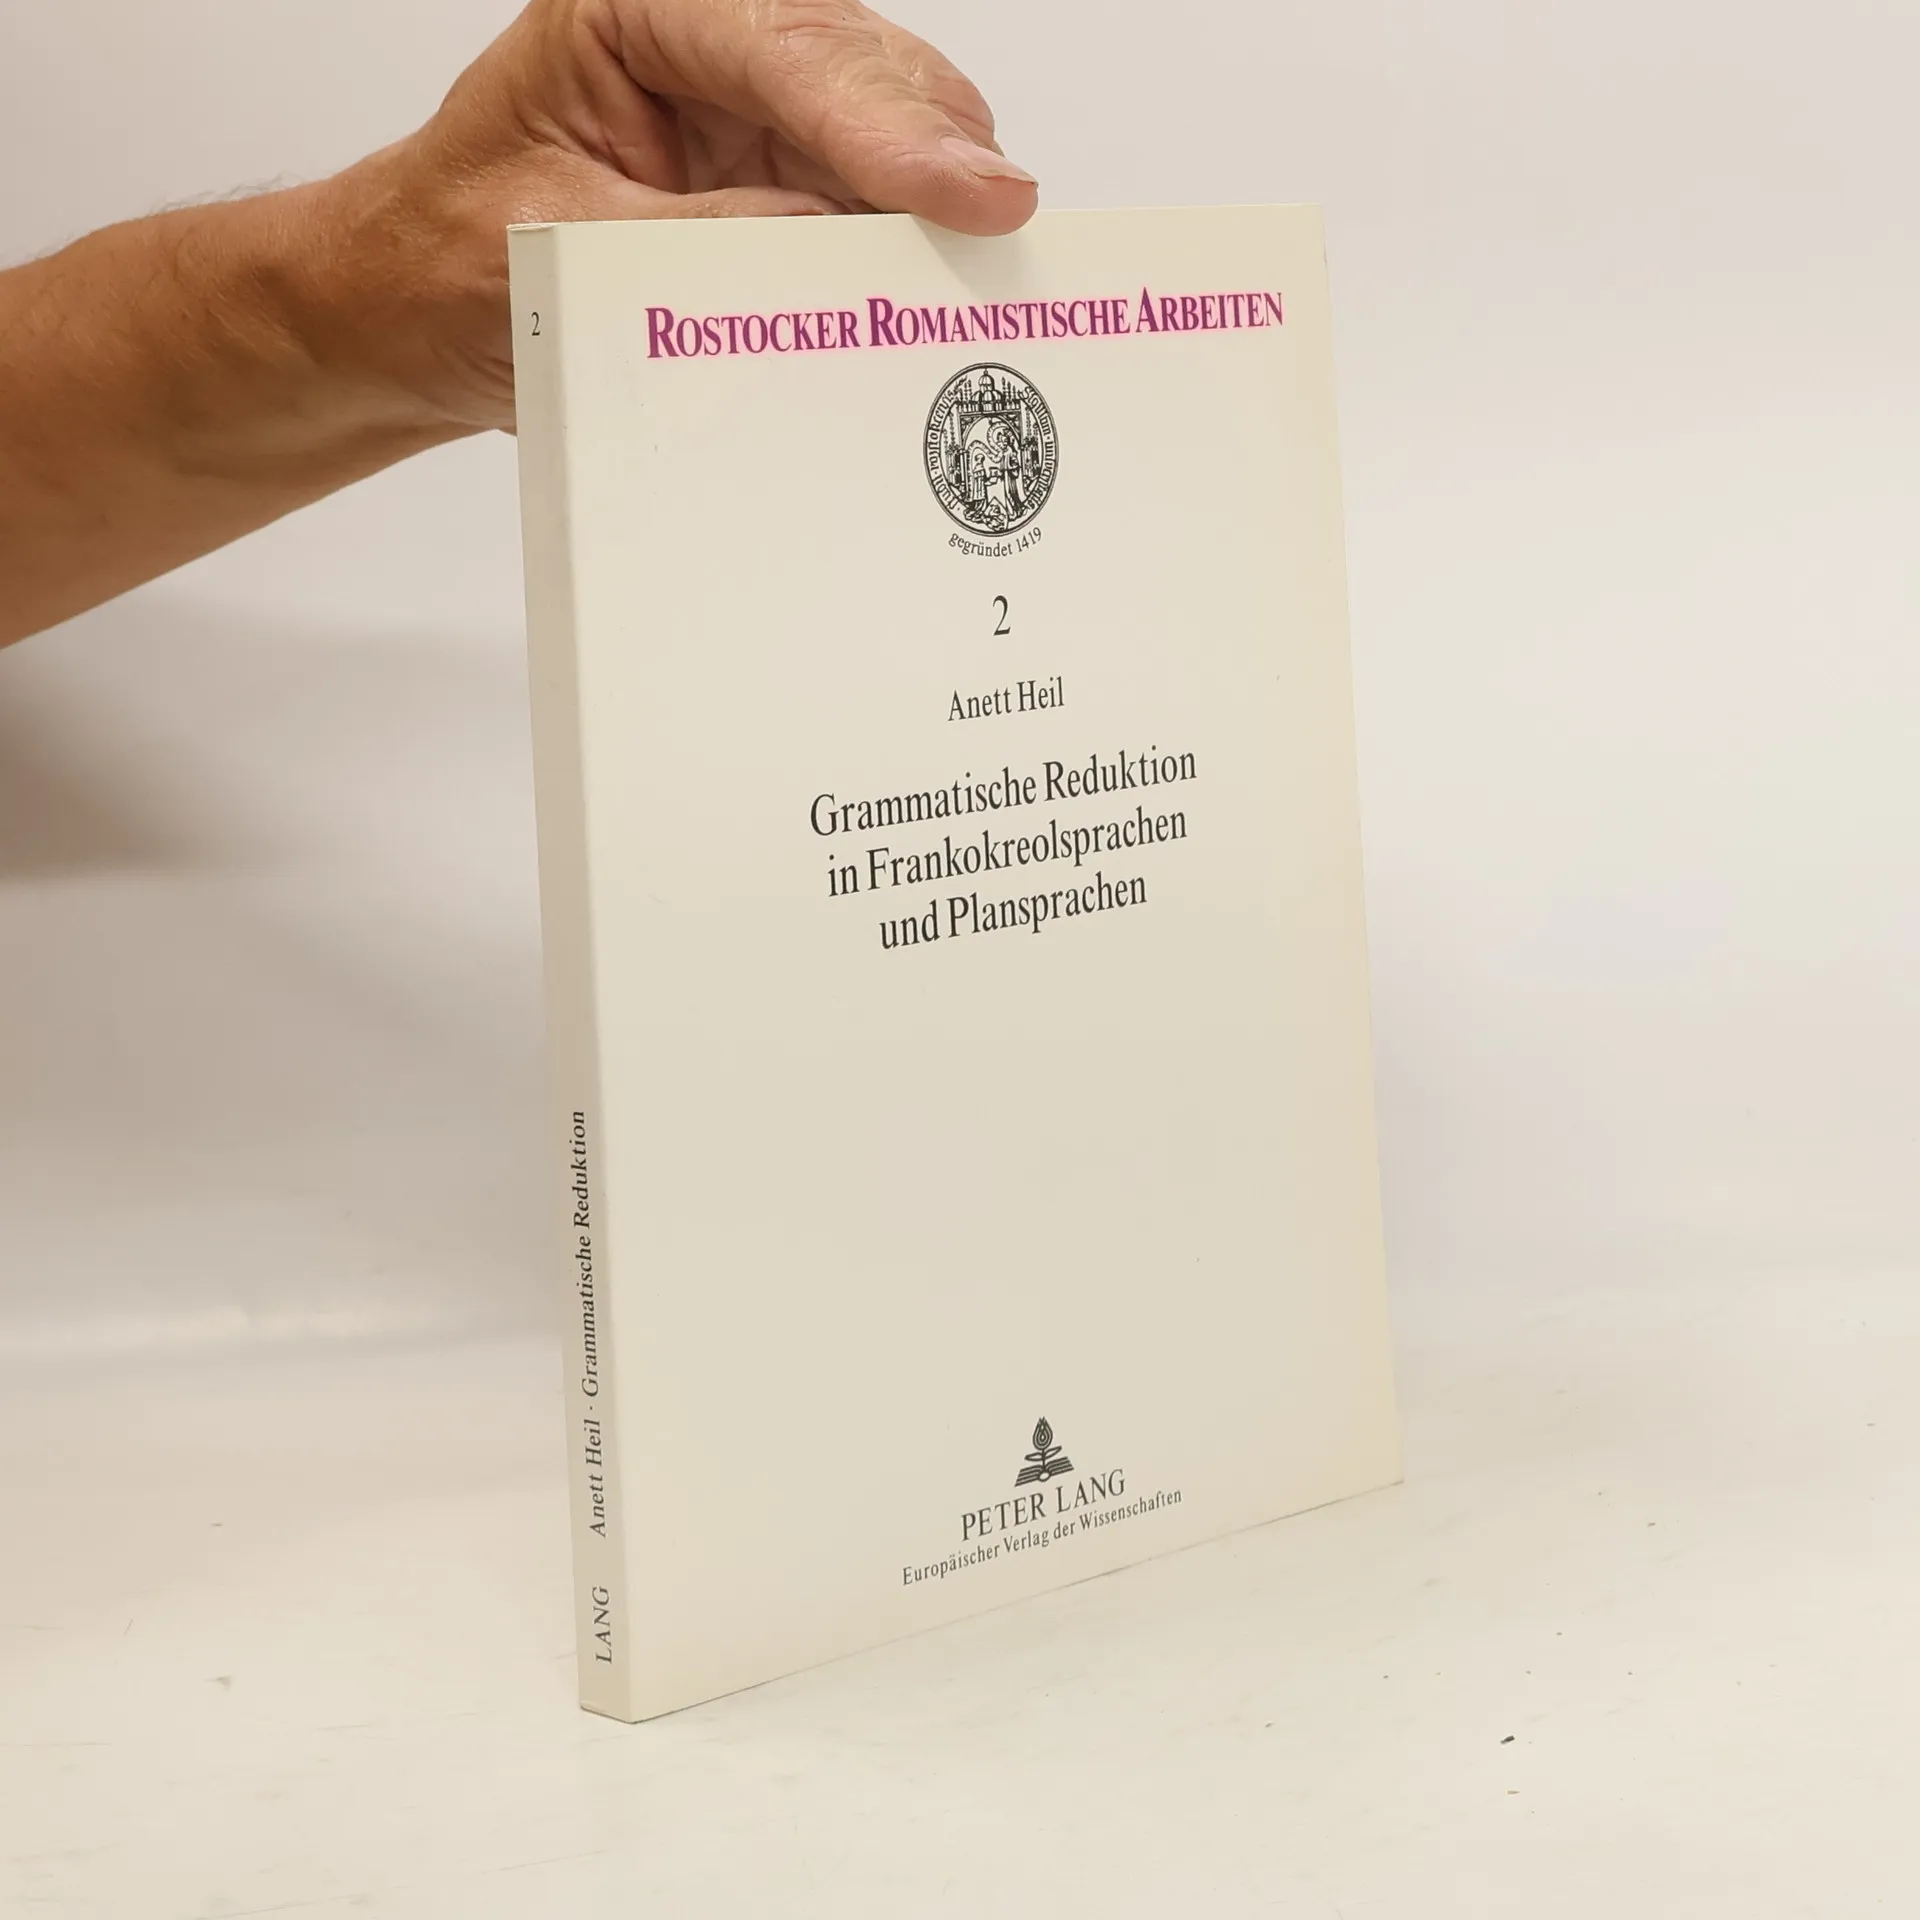 2
ROSTOCKER ROMANISTISCHE ARBEITEN
gegründet 1419
2
Anett Heil
Grammatische Reduktion
in Frankokreolsprachen
und Plansprachen
PETER LANG
Europäischer Verlag der Wissenschaften
LANG Anett Heil · Grammatische Reduktion